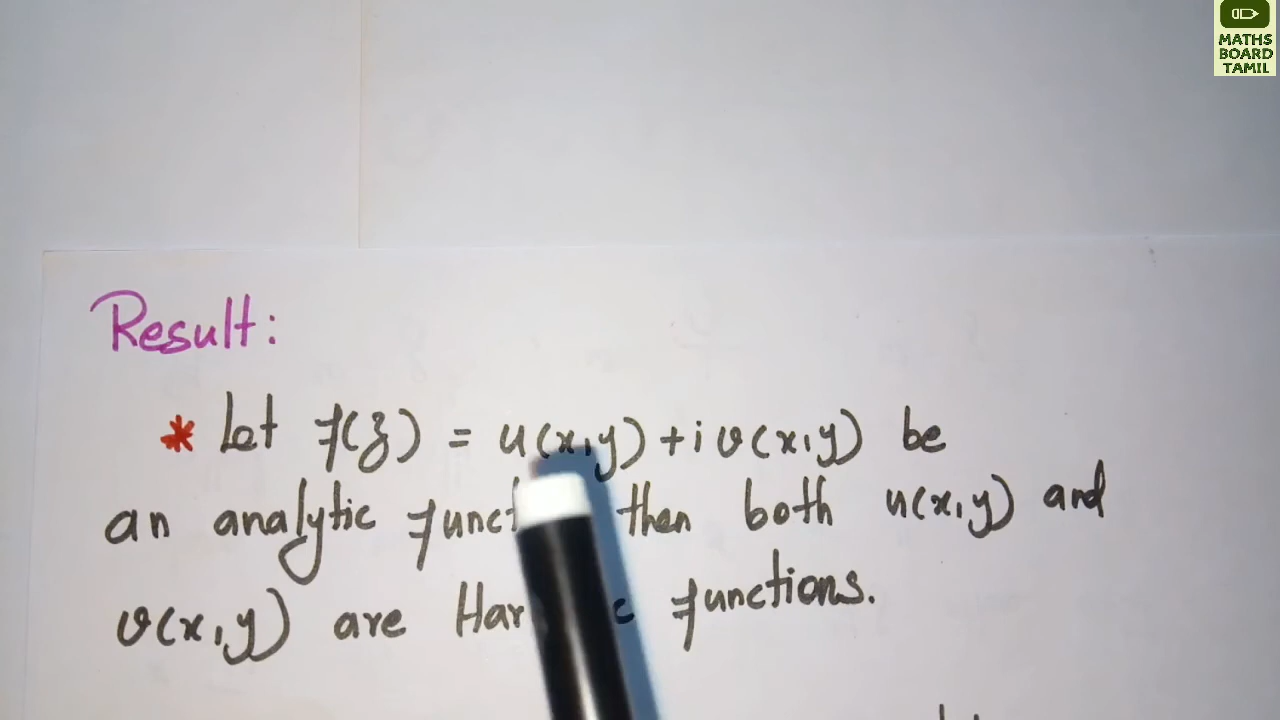 MATHS
BOARD
TAMIL
Result:
* Let f(z) = u(x,y) + i v(x,y) be
an analytic then both u(x,y) and
v(x,y) are functions.